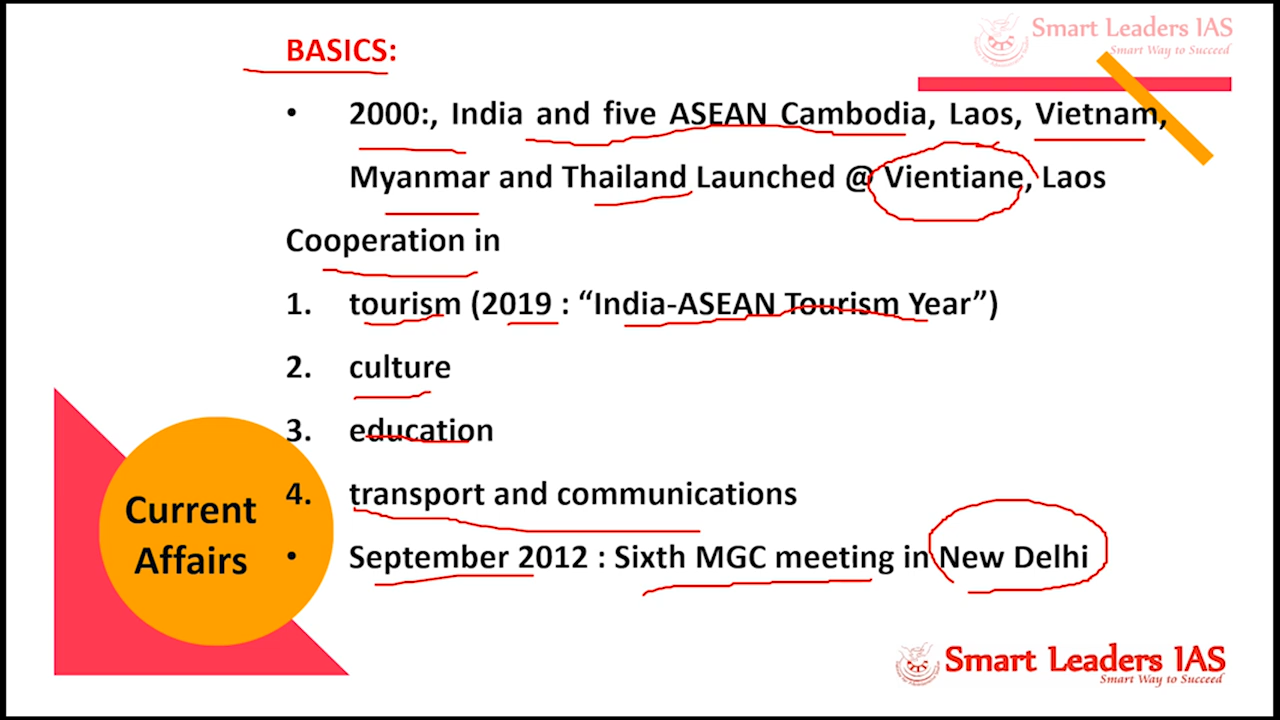 Smart Leaders IAS
Smart Way to Succeed
BASICS:
• 2000:, India and five ASEAN Cambodia, Laos, Vietnam,
Myanmar and Thailand Launched @ Vientiane, Laos
Cooperation in
1. tourism (2019 : “India-ASEAN Tourism Year”)
2. culture
3. education
4. transport and communications
• September 2012 : Sixth MGC meeting in New Delhi
Current
Affairs
Smart Leaders IAS
Smart Way to Succeed